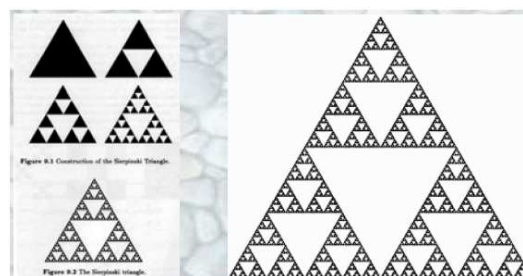 Figure 9.1 Construction of the Sierpinski Triangle.
Figure 9.2 The Sierpinski triangle.